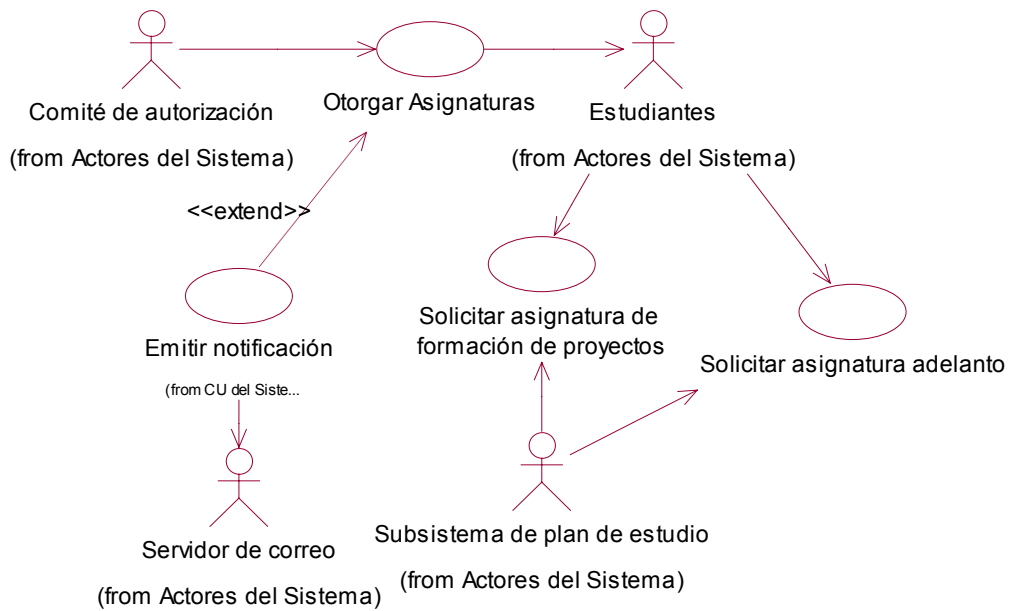 Comité de autorización
(from Actores del Sistema)
Otorgar Asignaturas
Estudiantes
(from Actores del Sistema)
<<extend>>
Emitir notificación
(from CU del Siste...
Solicitar asignatura de
formación de proyectos
Solicitar asignatura adelanto
Servidor de correo
(from Actores del Sistema)
Subsistema de plan de estudio
(from Actores del Sistema)